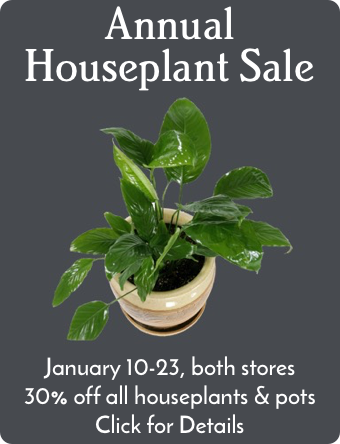 Annual
Houseplant Sale
January 10-23, both stores
30% off all houseplants & pots
Click for Details